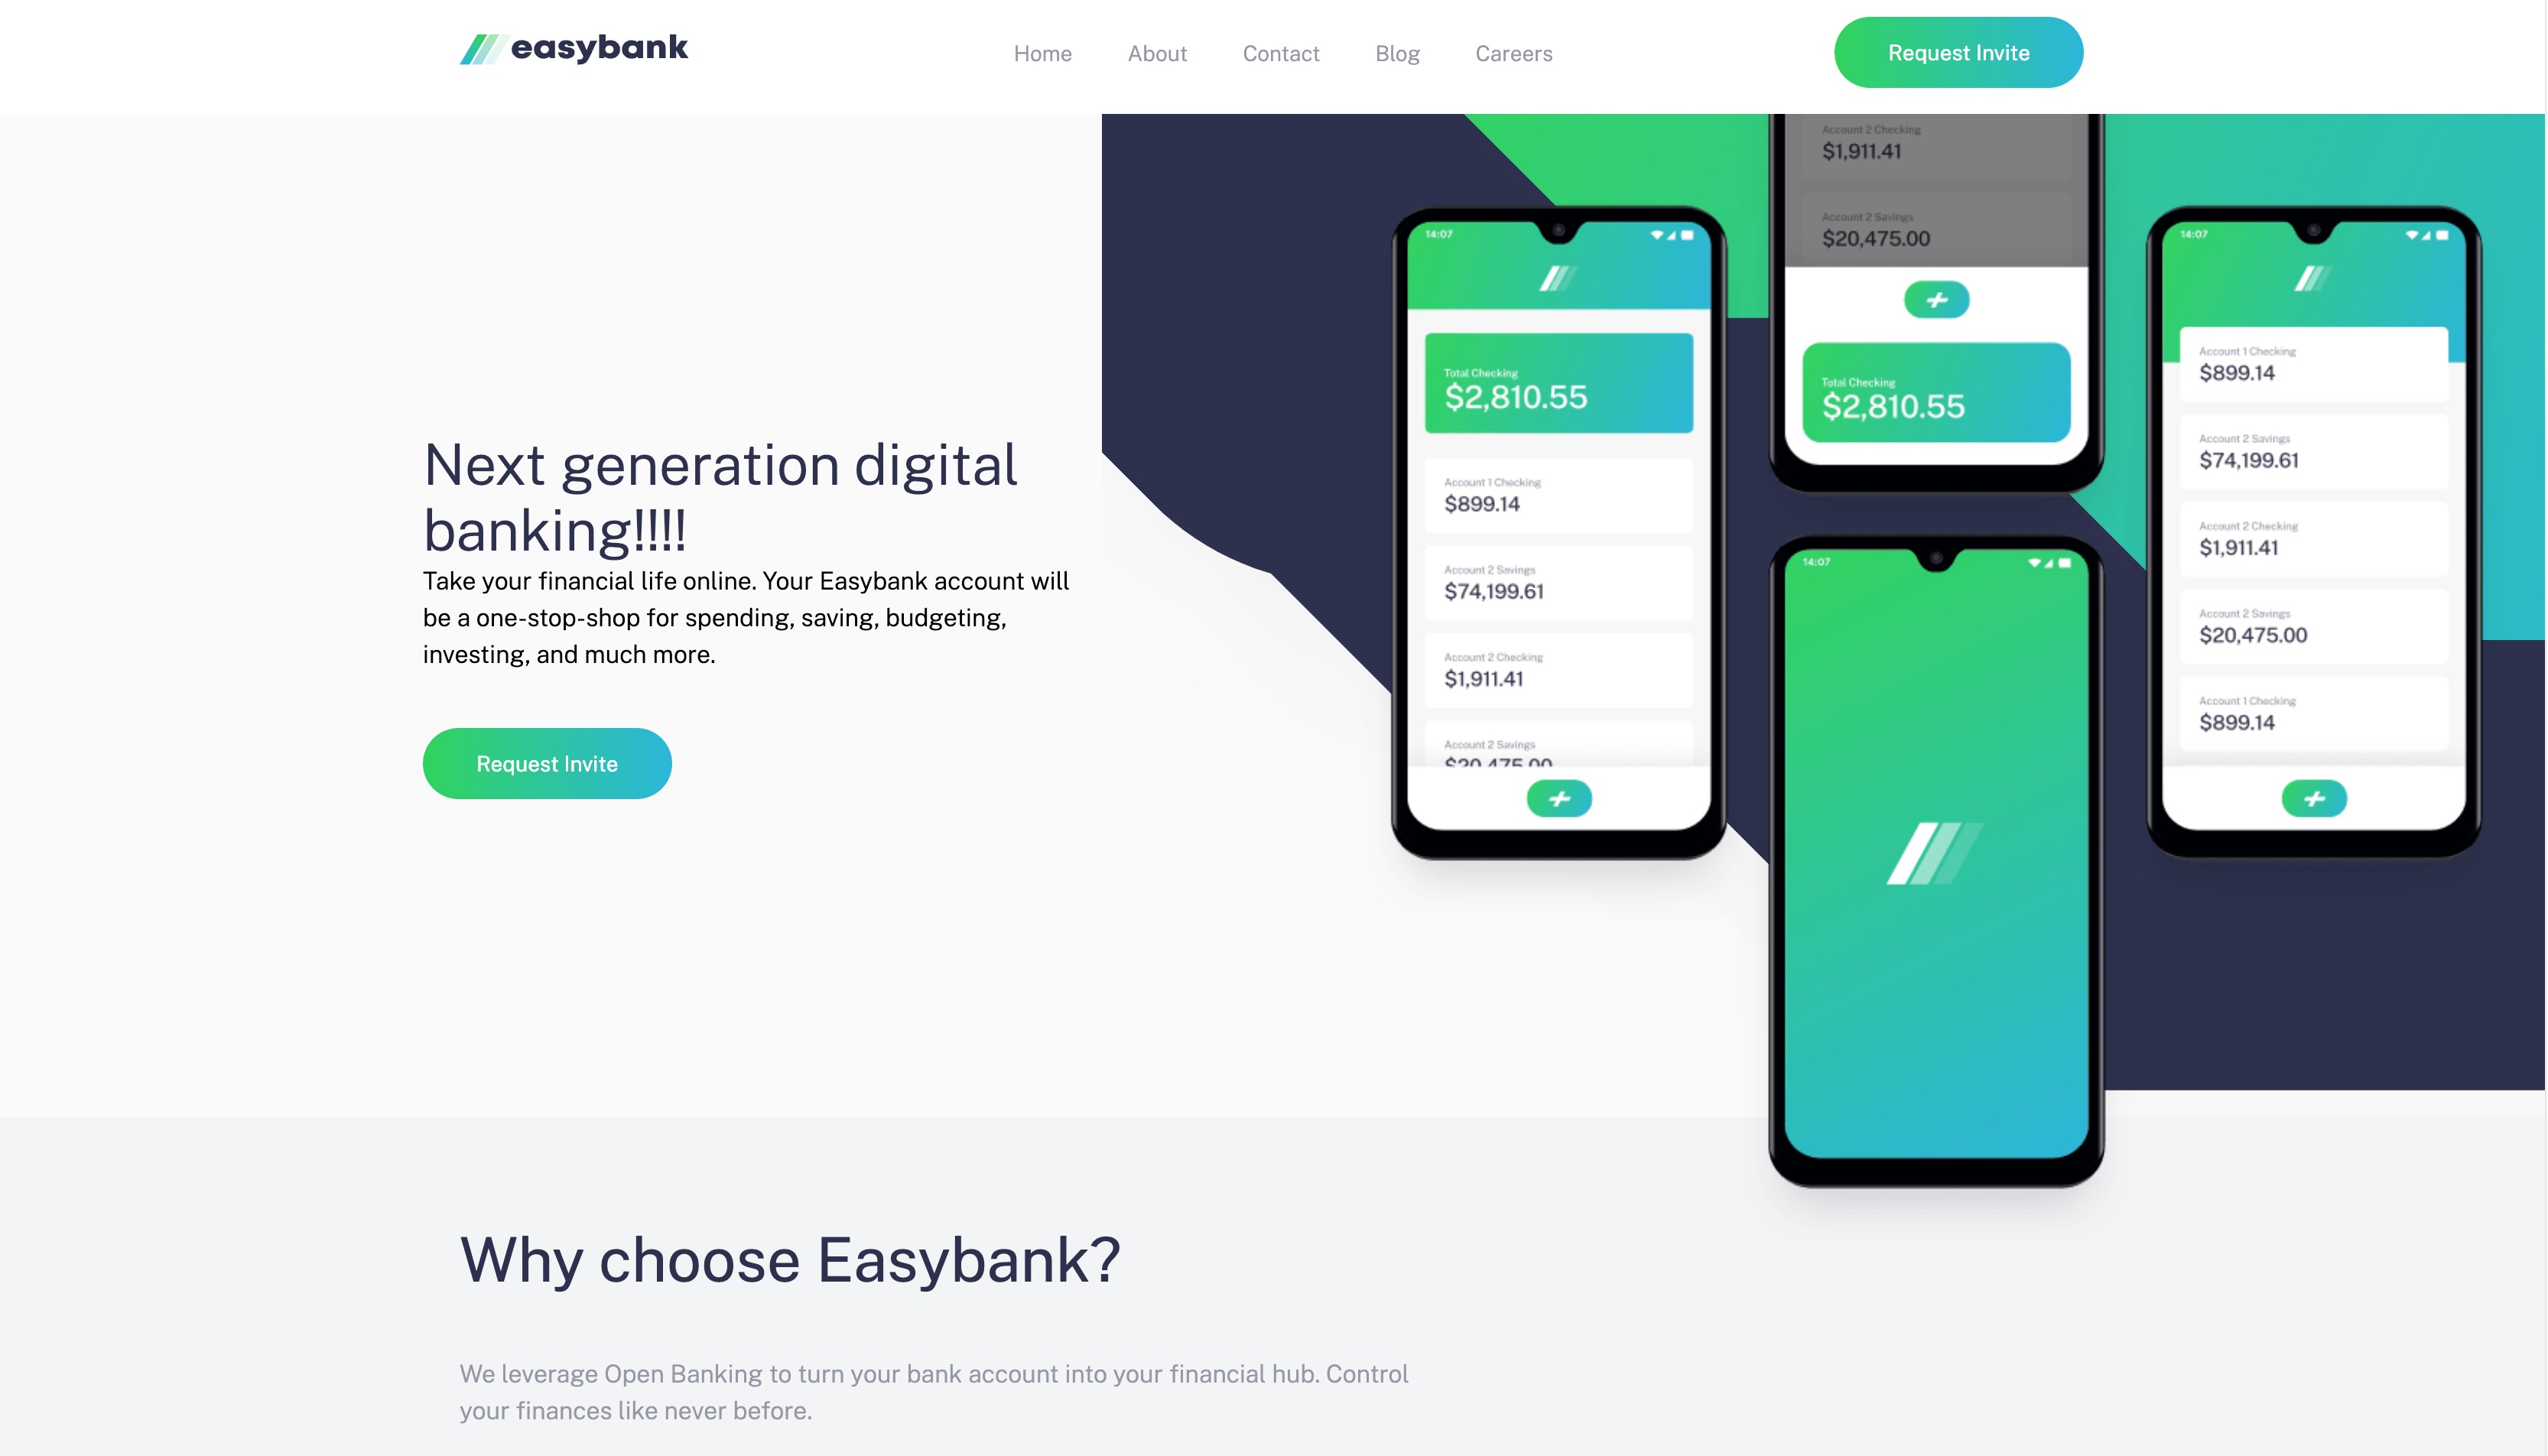 easybank
Home
About
Contact
Blog
Careers
Request Invite
Next generation digital
banking!!!!
Take your financial life online. Your Easybank account will
be a one-stop-shop for spending, saving, budgeting,
investing, and much more.
Request Invite
14:07
Total Checking
$2,810.55
Account 1 Checking
$899.14
Account 2 Savings
$74,199.61
Account 2 Checking
$1,911.41
Account 2 Savings
$20,475.00
Account 2 Checking
$1,911.41
Account 2 Savings
$20,475.00
Total Checking
$2,810.55
14:07
14:07
Account 1 Checking
$899.14
Account 2 Savings
$74,199.61
Account 2 Checking
$1,911.41
Account 2 Savings
$20,475.00
Account 1 Checking
$899.14
Why choose Easybank?
We leverage Open Banking to turn your bank account into your financial hub. Control
your finances like never before.